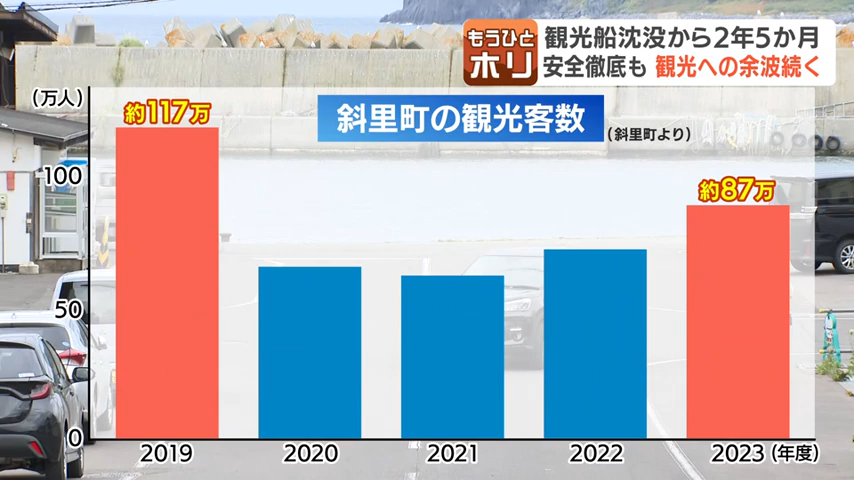 もうひと
ホリ
観光船沈没から2年5か月
安全徹底も 観光への余波続く
(万人)
斜里町の観光客数
(斜里町より)
約117万
約87万
100
50
0
2019
2020
2021
2022
2023 (年度)